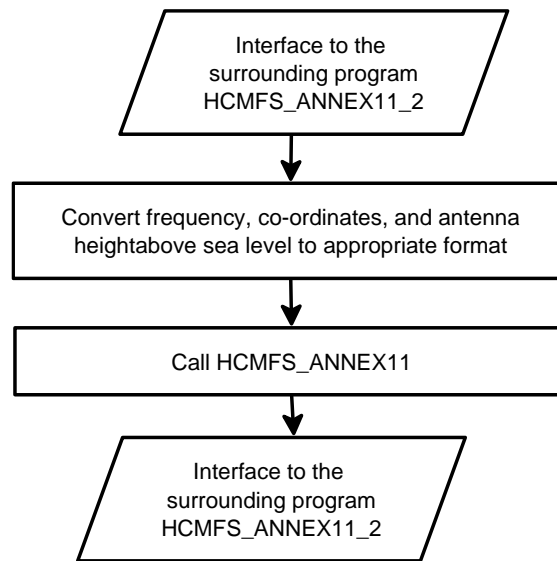 Interface to the
surrounding program
HCMFS_ANNEX11_2
Convert frequency, co-ordinates, and antenna
heightabove sea level to appropriate format
Call HCMFS_ANNEX11
Interface to the
surrounding program
HCMFS_ANNEX11_2